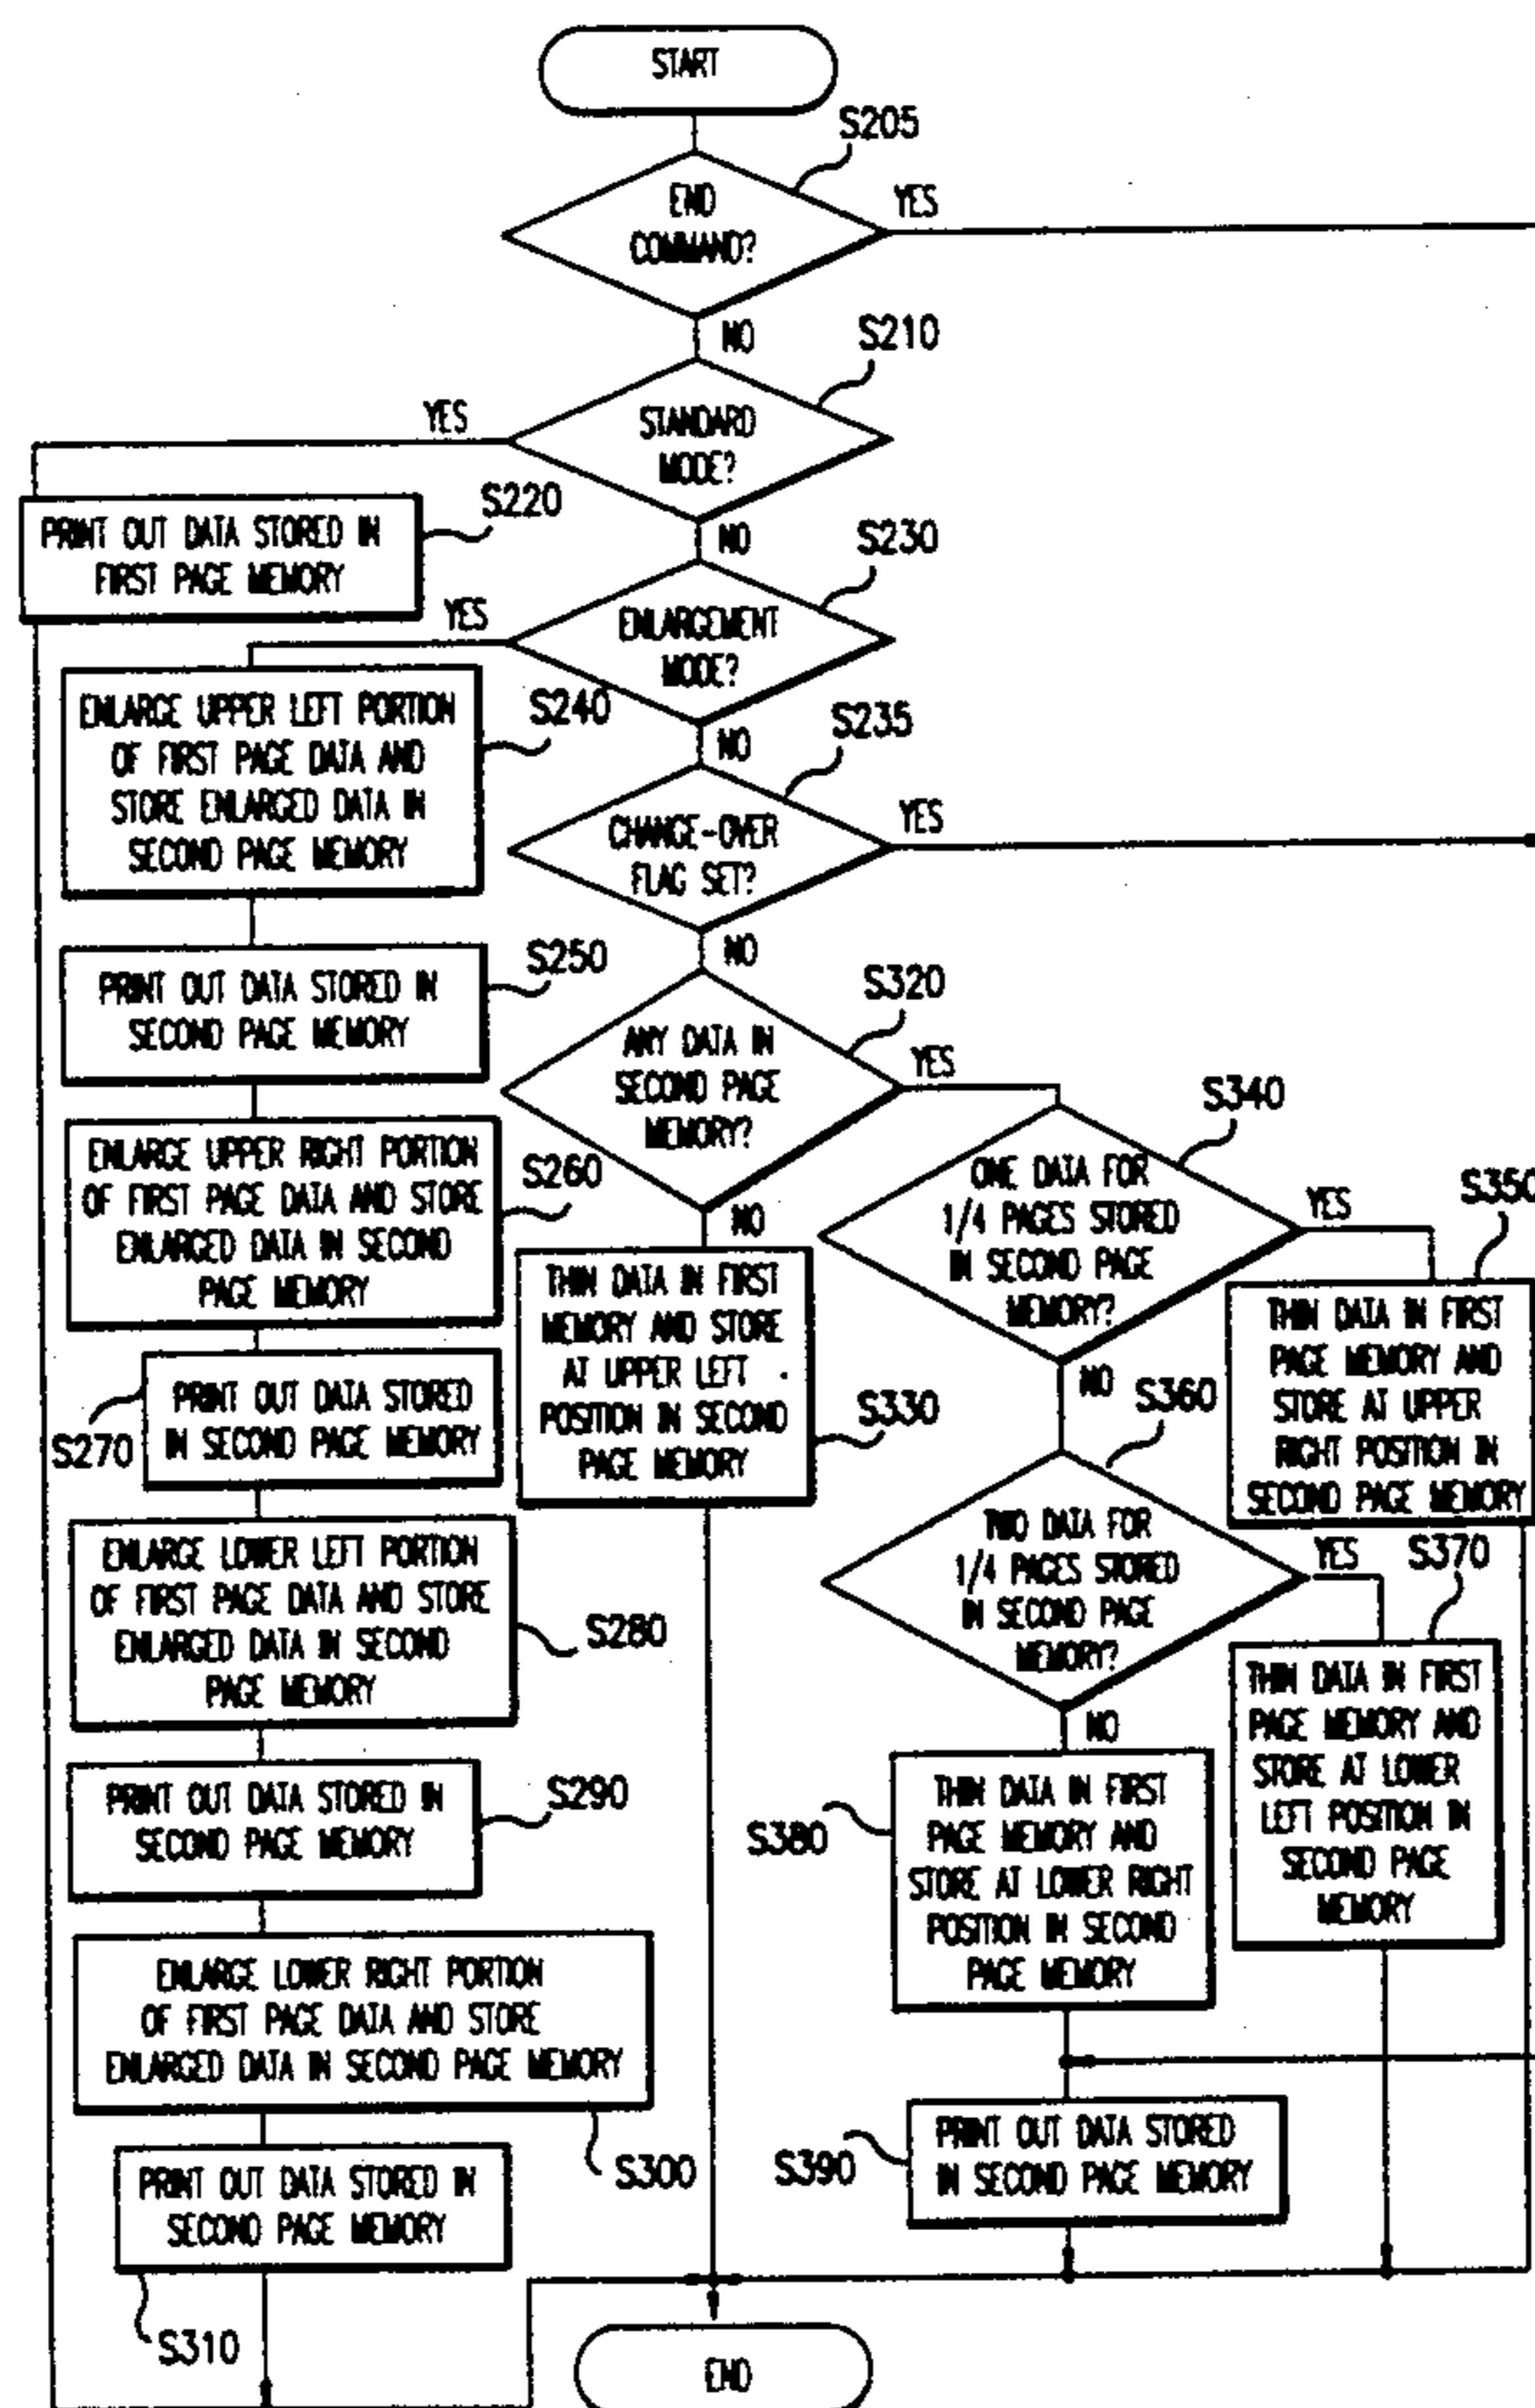 START
S205
END
COMMAND?
YES
NO
S210
STANDARD
MODE?
YES
S220
PRINT OUT DATA STORED IN
FIRST PAGE MEMORY
NO
S230
ENLARGEMENT
MODE?
YES
S240
ENLARGE UPPER LEFT PORTION
OF FIRST PAGE DATA AND
STORE ENLARGED DATA IN
SECOND PAGE MEMORY
NO
S235
CHANGE-OVER
FLAG SET?
YES
NO
S250
PRINT OUT DATA STORED IN
SECOND PAGE MEMORY
S320
ANY DATA IN
SECOND PAGE
MEMORY?
YES
NO
S260
ENLARGE UPPER RIGHT PORTION
OF FIRST PAGE DATA AND STORE
ENLARGED DATA IN SECOND
PAGE MEMORY
S340
ONE DATA FOR
1/4 PAGES STORED
IN SECOND PAGE
MEMORY?
YES
NO
S350
THIN DATA IN FIRST
PAGE MEMORY AND
STORE AT UPPER
RIGHT POSITION IN
SECOND PAGE MEMORY
THIN DATA IN FIRST
MEMORY AND STORE
AT UPPER LEFT
POSITION IN SECOND
PAGE MEMORY
S330
S270
PRINT OUT DATA STORED
IN SECOND PAGE MEMORY
S360
TWO DATA FOR
1/4 PAGES STORED
IN SECOND PAGE
MEMORY?
YES
NO
S370
THIN DATA IN FIRST
PAGE MEMORY AND
STORE AT LOWER
LEFT POSITION IN
SECOND PAGE
MEMORY
ENLARGE LOWER LEFT PORTION
OF FIRST PAGE DATA AND STORE
ENLARGED DATA IN SECOND
PAGE MEMORY
S280
PRINT OUT DATA STORED IN
SECOND PAGE MEMORY
S290
S380
THIN DATA IN FIRST
PAGE MEMORY AND
STORE AT LOWER RIGHT
POSITION IN SECOND
PAGE MEMORY
ENLARGE LOWER RIGHT PORTION
OF FIRST PAGE DATA AND STORE
ENLARGED DATA IN SECOND PAGE MEMORY
S300
S390
PRINT OUT DATA STORED
IN SECOND PAGE MEMORY
PRINT OUT DATA STORED IN
SECOND PAGE MEMORY
S310
END